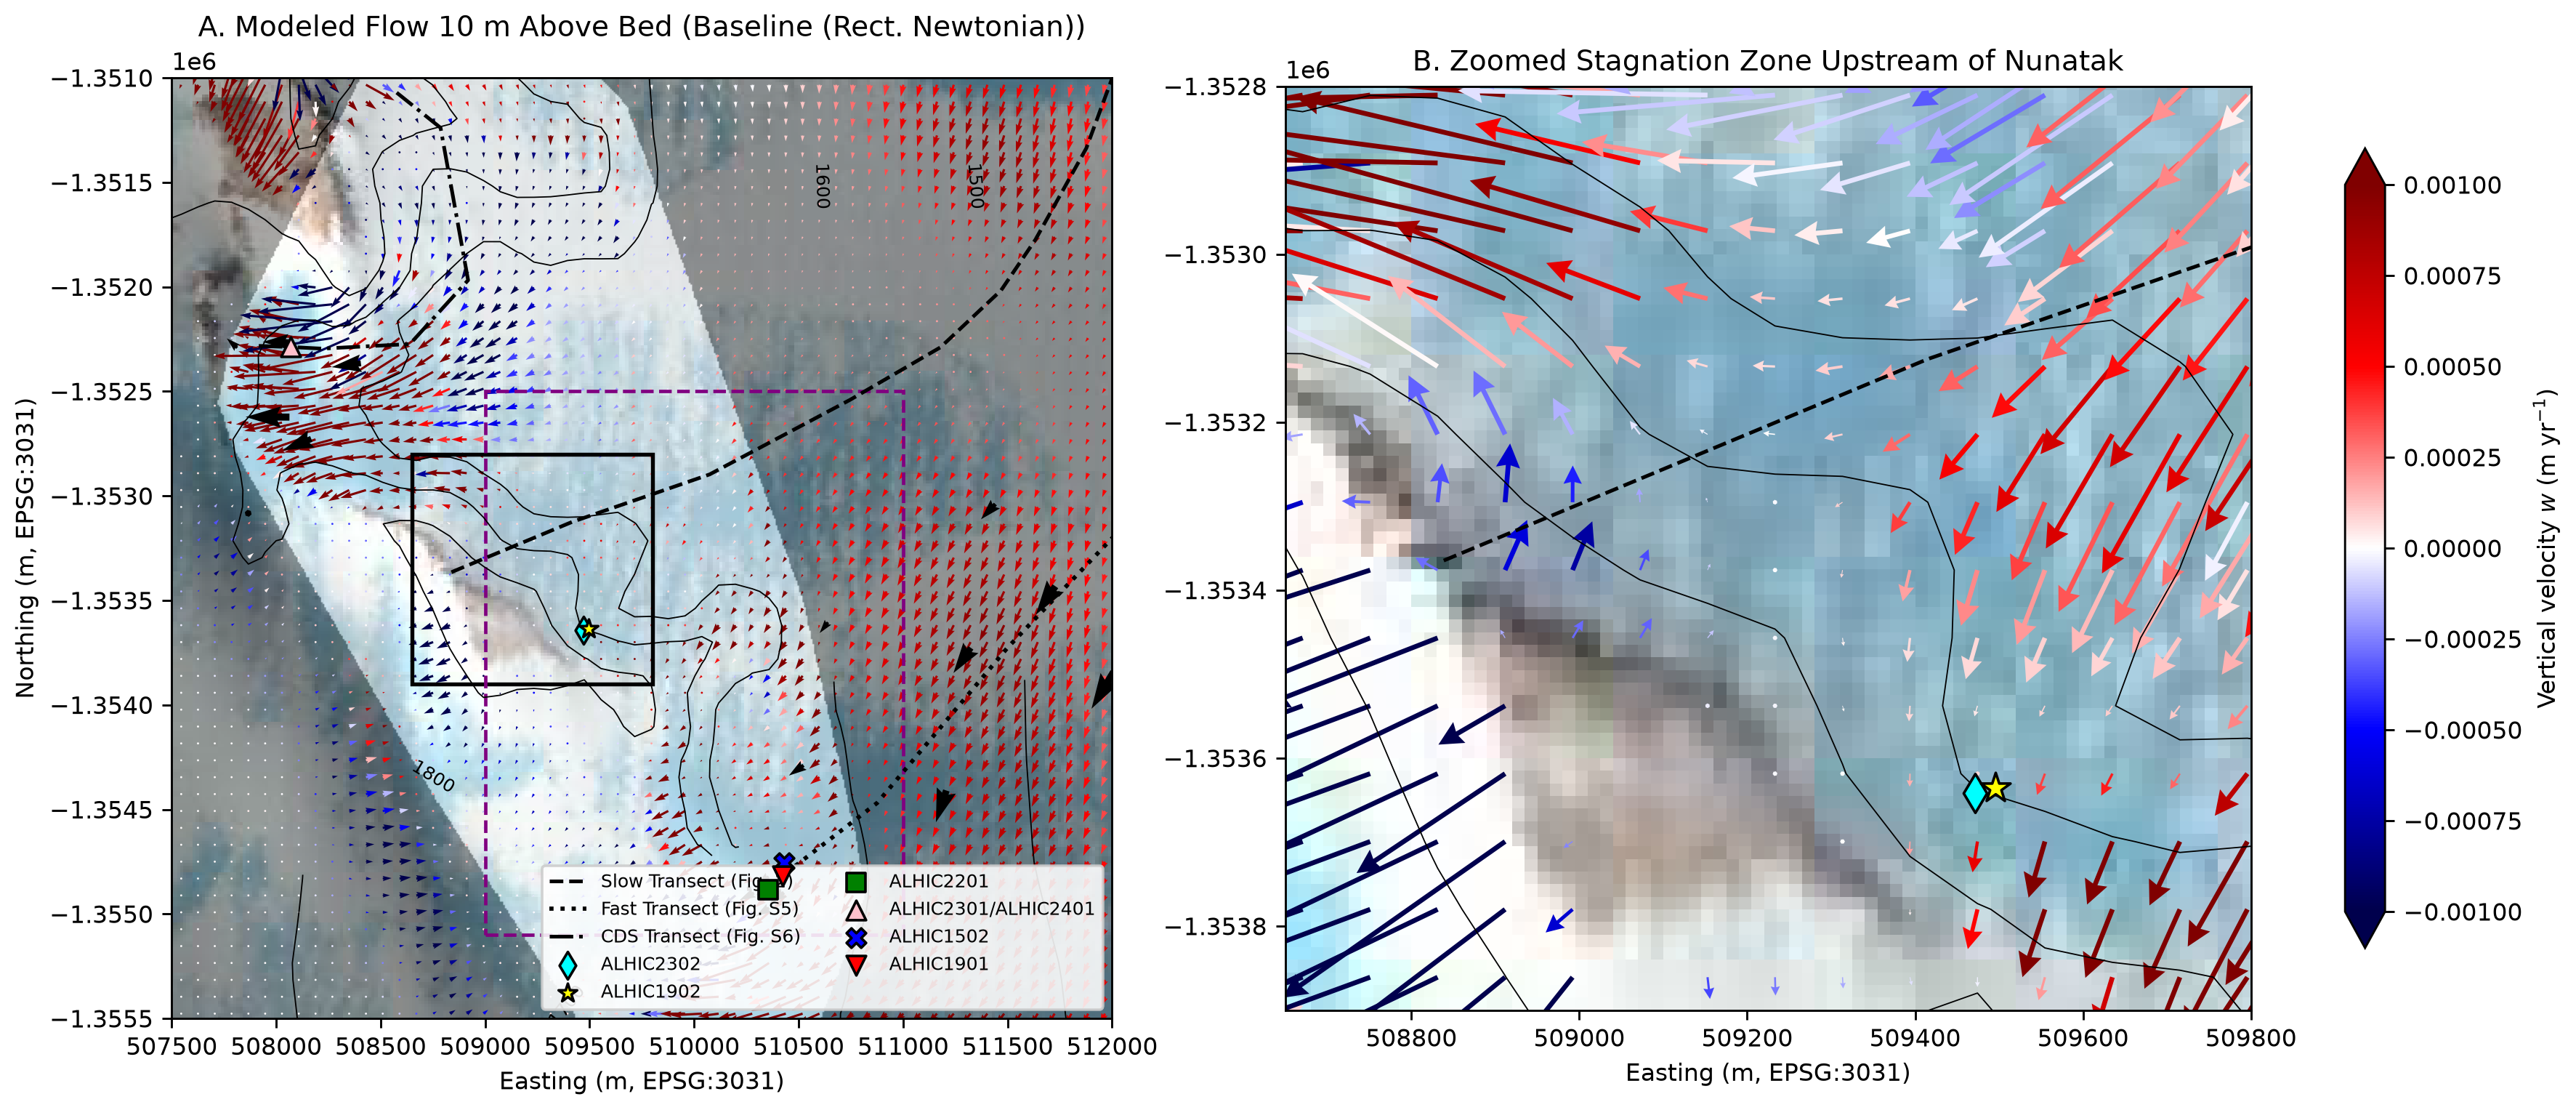 A. Modeled Flow 10 m Above Bed (Baseline (Rect. Newtonian))
1e6
−1.3510
−1.3515
−1.3520
−1.3525
−1.3530
−1.3535
−1.3540
−1.3545
−1.3550
−1.3555
Northing (m, EPSG:3031)
1600
1500
1800
Slow Transect (Fig.
Fast Transect (Fig. S5)
CDS Transect (Fig. S6)
ALHIC2302
ALHIC1902
ALHIC2201
ALHIC2301/ALHIC2401
ALHIC1502
ALHIC1901
507500 508000 508500 509000 509500 510000 510500 511000 511500 512000
Easting (m, EPSG:3031)
B. Zoomed Stagnation Zone Upstream of Nunatak
1e6
−1.3528
−1.3530
−1.3532
−1.3534
−1.3536
−1.3538
508800 509000 509200 509400 509600 509800
Easting (m, EPSG:3031)
0.00100
0.00075
0.00050
0.00025
0.00000
−0.00025
−0.00050
−0.00075
−0.00100
Vertical velocity w (m yr⁻¹)